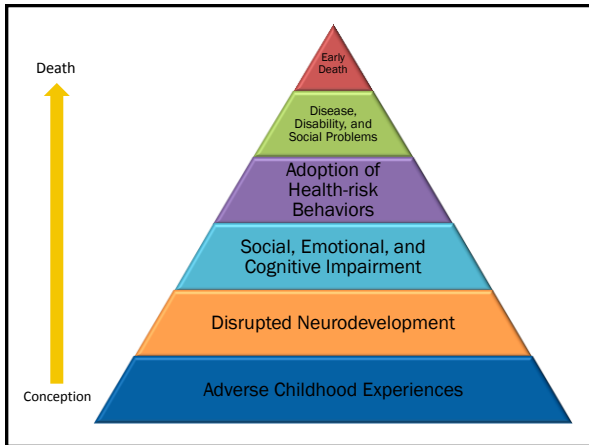 Death
Early
Death
Disease,
Disability, and
Social Problems
Adoption of
Health-risk
Behaviors
Social, Emotional, and
Cognitive Impairment
Disrupted Neurodevelopment
Adverse Childhood Experiences
Conception